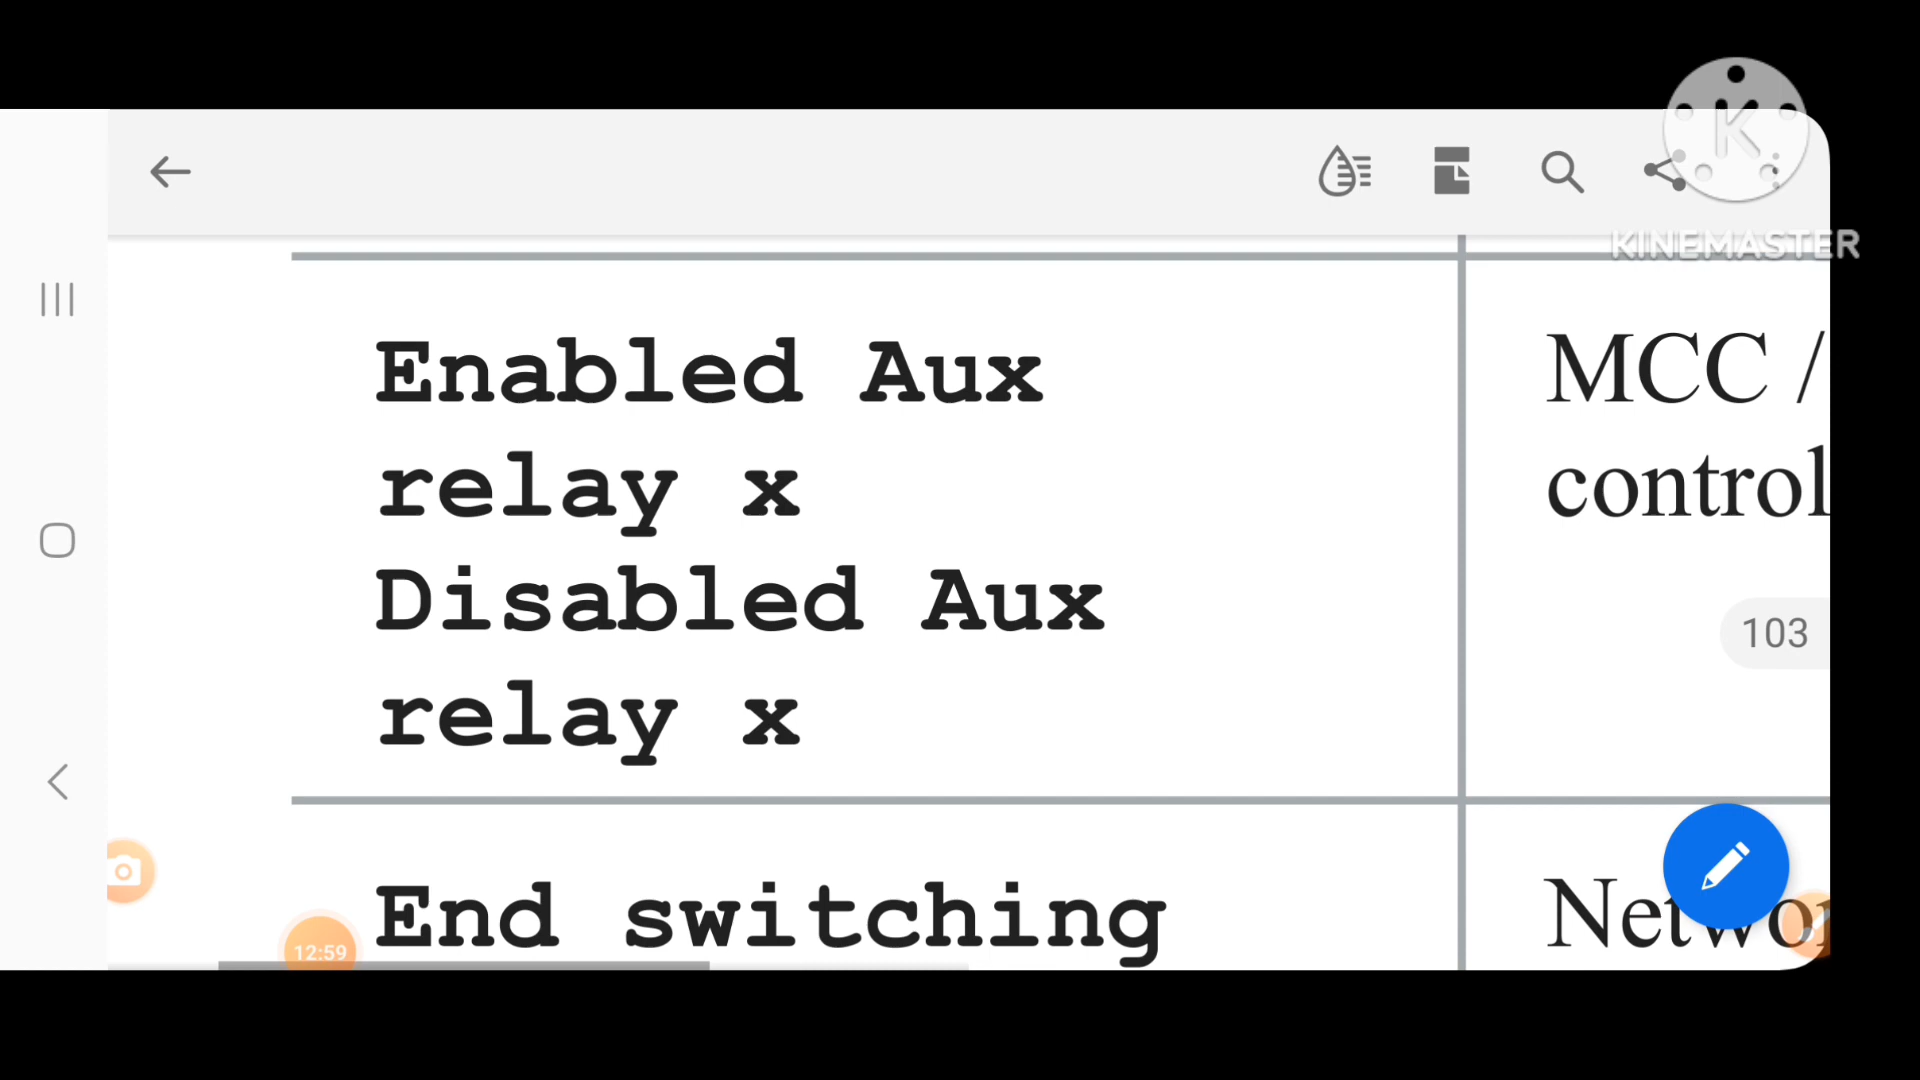 K
KINEMASTER
Enabled Aux
relay x
Disabled Aux
relay x
MCC /
control
103
End switching
12:59